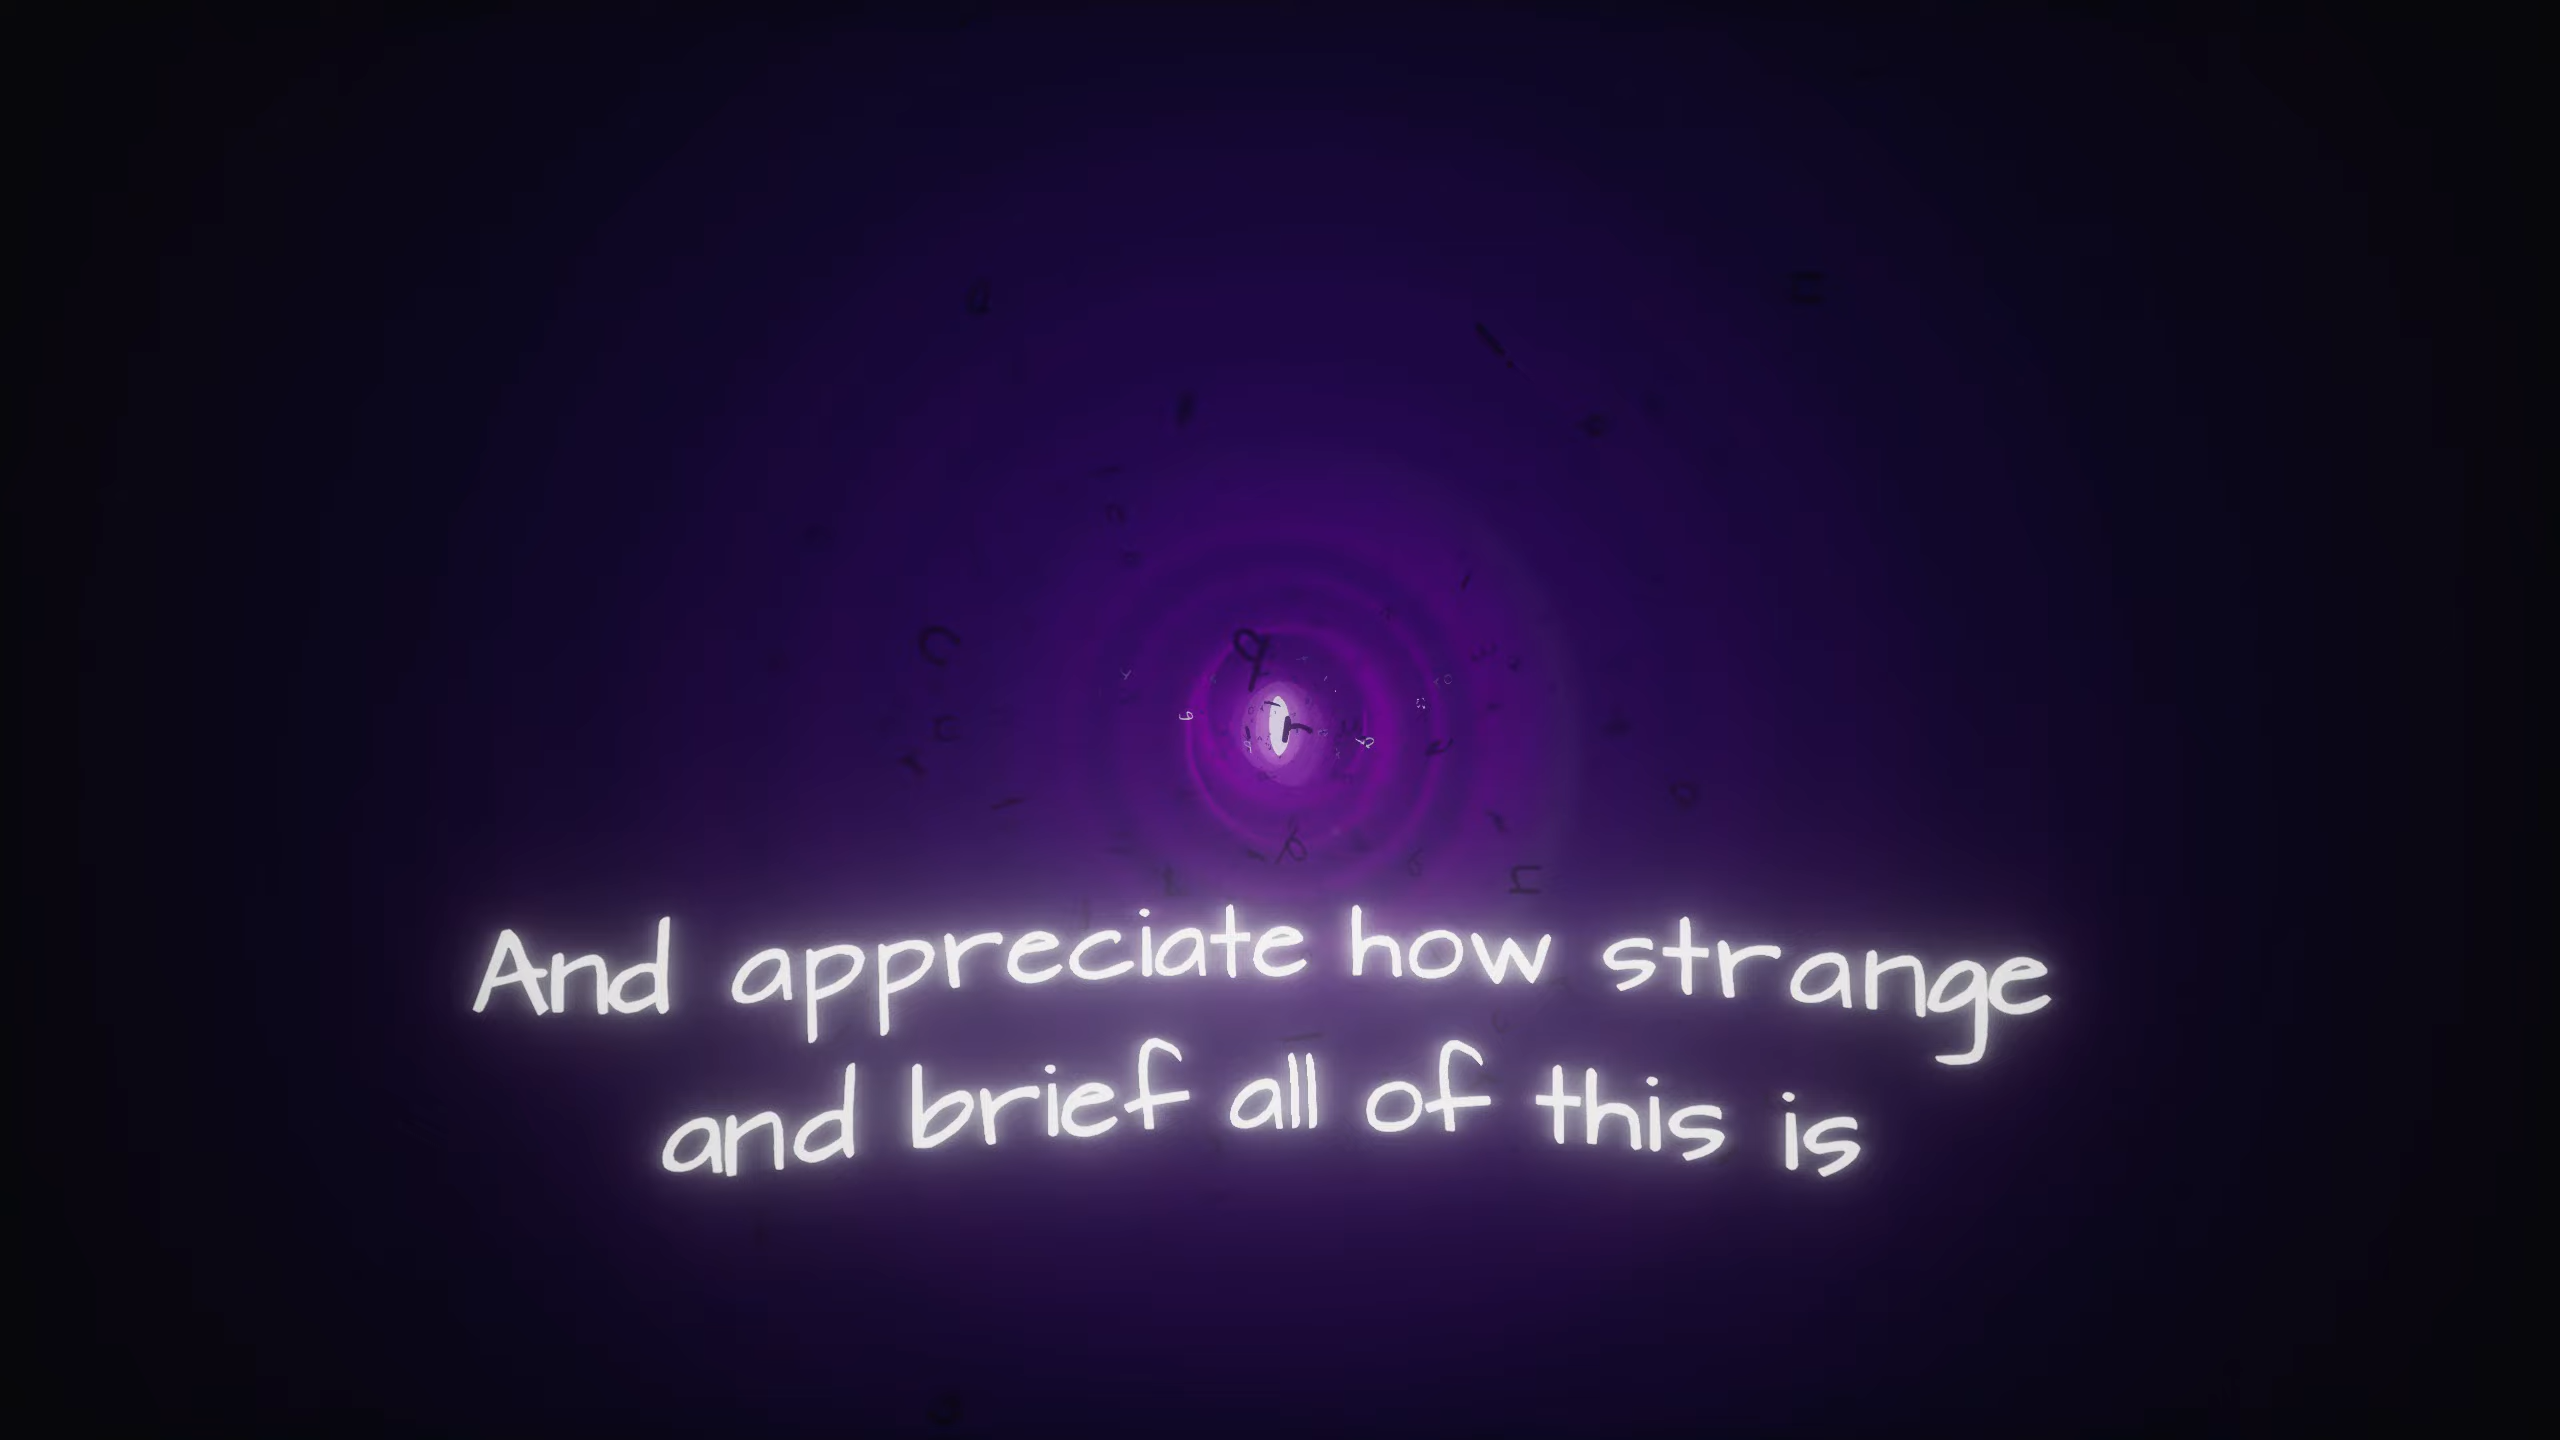 And appreciate how strange
and brief all of this is